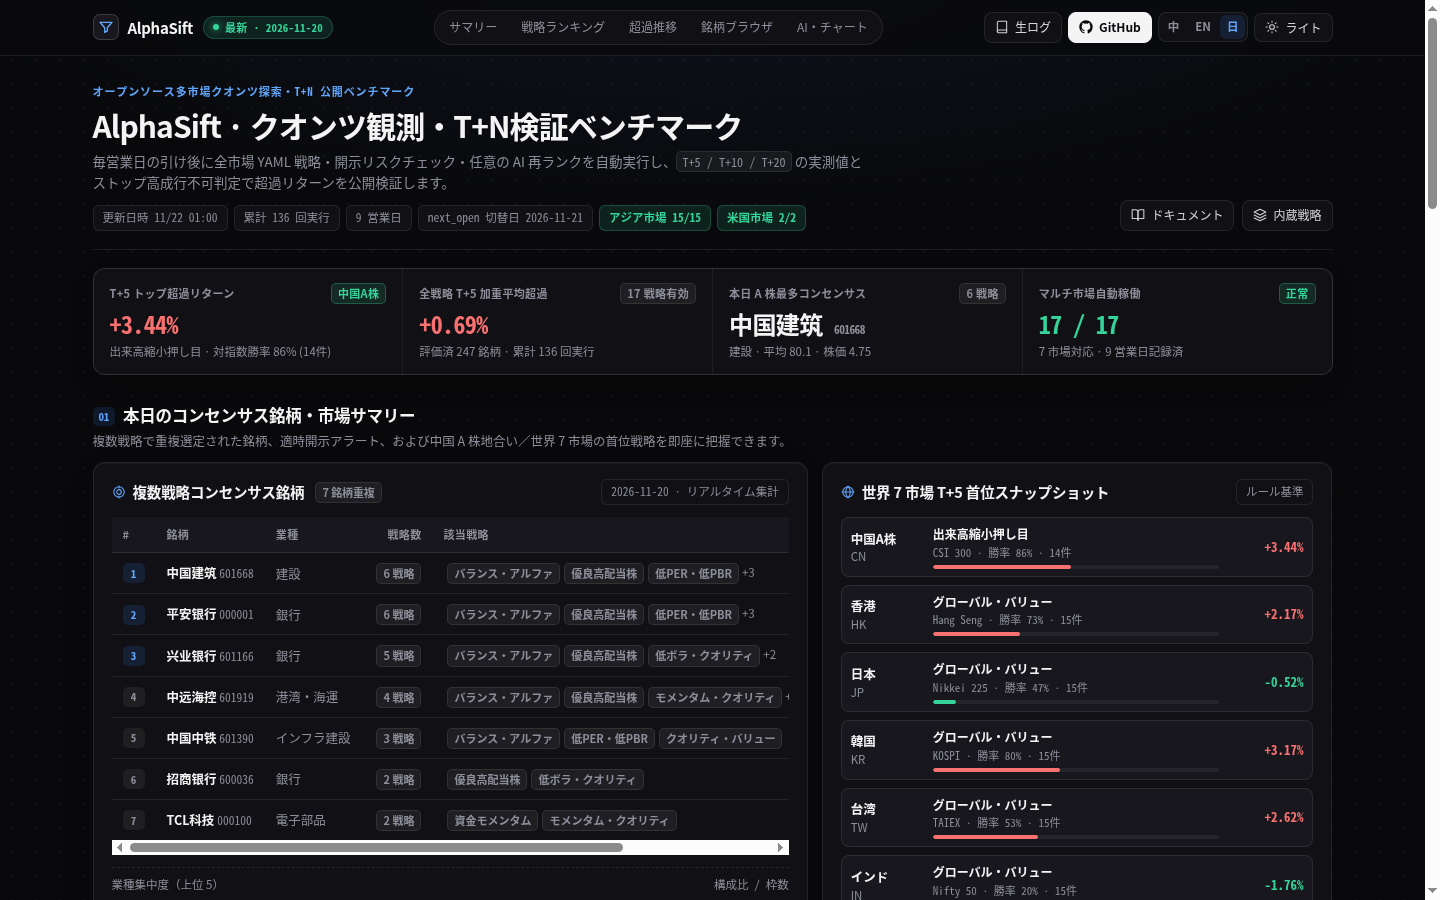 AlphaSift
最新 · 2026-11-20
サマリー 戦略ランキング 超過推移 銘柄ブラウザ AI・チャート
生ログ
GitHub
中 EN 日
ライト
オープンソース多市場クオンツ探索・T+N 公開ベンチマーク
AlphaSift · クオンツ観測・T+N検証ベンチマーク
毎営業日の引け後に全市場 YAML 戦略・開示リスクチェック・任意の AI 再ランクを自動実行し、 T+5 / T+10 / T+20 の実測値と
ストップ高成行不可判定で超過リターンを公開検証します。
更新日時 11/22 01:00
累計 136 回実行
9 営業日
next_open 切替日 2026-11-21
アジア市場 15/15
米国市場 2/2
ドキュメント
内蔵戦略
T+5 トップ超過リターン 中国A株
+3.44%
出来高縮小押し目 · 対指数勝率 86% (14件)
全戦略 T+5 加重平均超過 17 戦略有効
+0.69%
評価済 247 銘柄 · 累計 136 回実行
本日 A 株最多コンセンサス 6 戦略
中国建筑 601668
建設 · 平均 80.1 · 株価 4.75
マルチ市場自動稼働 正常
17 / 17
7 市場対応 · 9 営業日記録済
01 本日のコンセンサス銘柄・市場サマリー
複数戦略で重複選定された銘柄、適時開示アラート、および中国 A 株地合い／世界 7 市場の首位戦略を即座に把握できます。
複数戦略コンセンサス銘柄 7 銘柄重複 2026-11-20 · リアルタイム集計
# 銘柄 業種 戦略数 該当戦略
1 中国建筑 601668 建設 6 戦略 バランス・アルファ 優良高配当株 低PER・低PBR +3
2 平安银行 000001 銀行 6 戦略 バランス・アルファ 優良高配当株 低PER・低PBR +3
3 兴业银行 601166 銀行 5 戦略 バランス・アルファ 優良高配当株 低ボラ・クオリティ +2
4 中远海控 601919 港湾・海運 4 戦略 バランス・アルファ 優良高配当株 モメンタム・クオリティ
5 中国中铁 601390 インフラ建設 3 戦略 バランス・アルファ 低PER・低PBR クオリティ・バリュー
6 招商银行 600036 銀行 2 戦略 優良高配当株 低ボラ・クオリティ
7 TCL科技 000100 電子部品 2 戦略 資金モメンタム モメンタム・クオリティ
業種集中度（上位 5） 構成比 / 枠数
世界 7 市場 T+5 首位スナップショット ルール基準
中国A株 CN
出来高縮小押し目
CSI 300 · 勝率 86% · 14件
+3.44%
香港 HK
グローバル・バリュー
Hang Seng · 勝率 73% · 15件
+2.17%
日本 JP
グローバル・バリュー
Nikkei 225 · 勝率 47% · 15件
-0.52%
韓国 KR
グローバル・バリュー
KOSPI · 勝率 80% · 15件
+3.17%
台湾 TW
グローバル・バリュー
TAIEX · 勝率 53% · 15件
+2.62%
インド IN
グローバル・バリュー
Nifty 50 · 勝率 20% · 15件
-1.76%